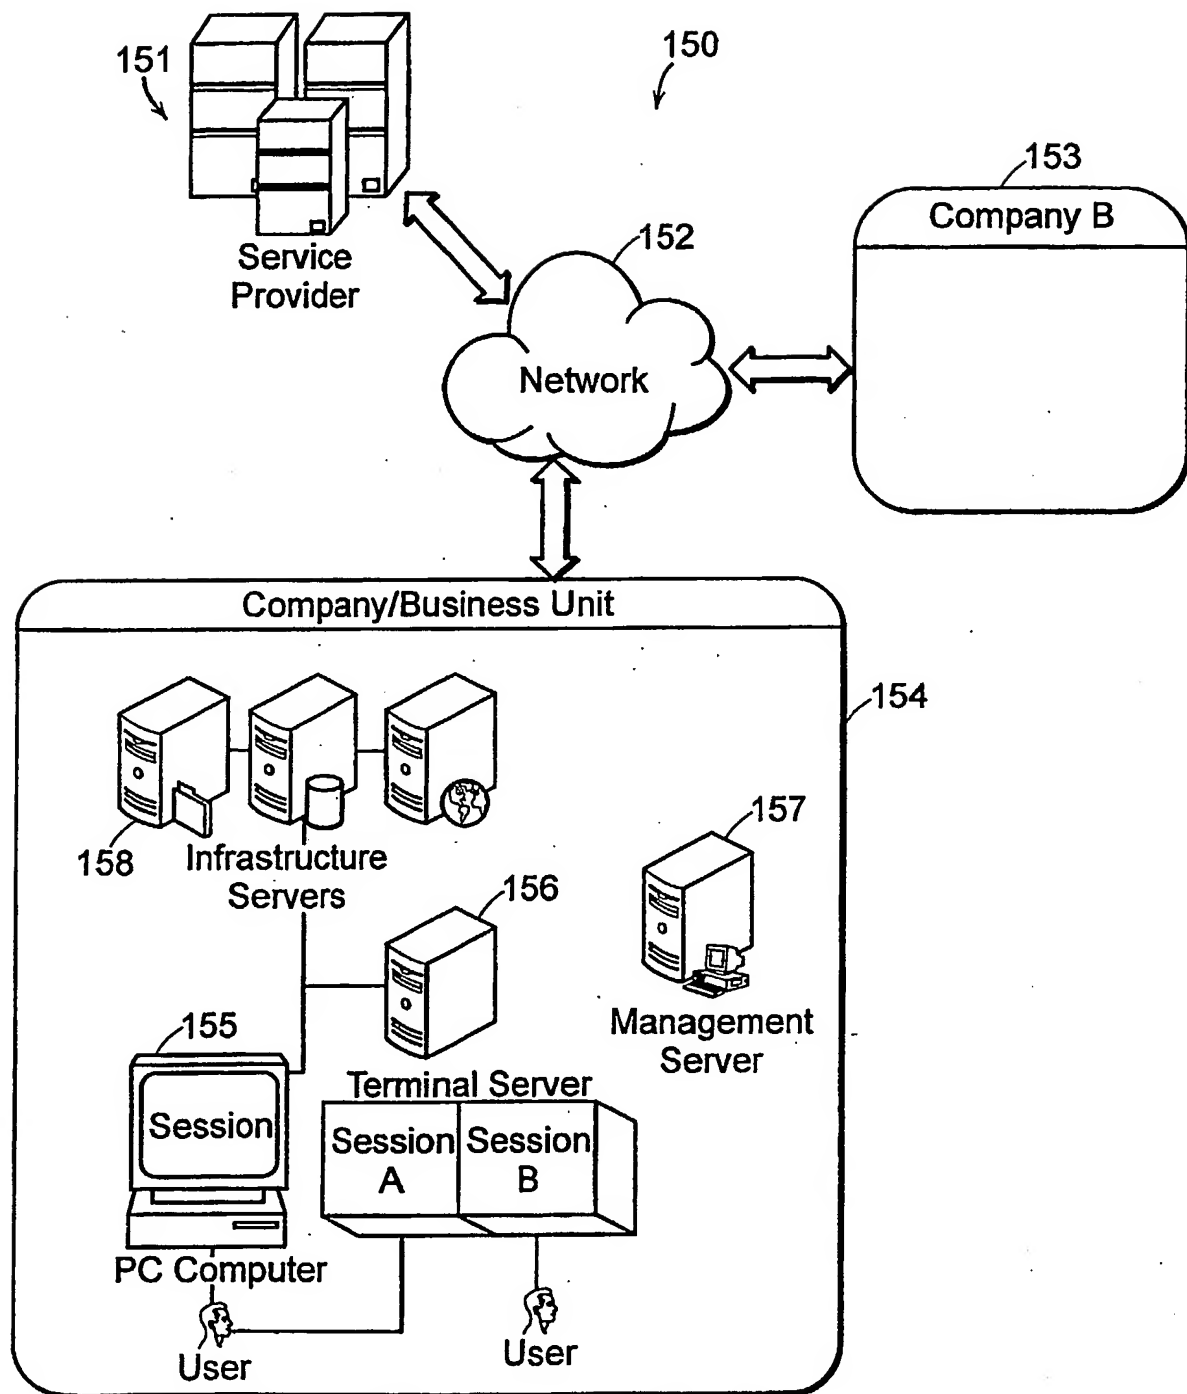 151
150
153
Company B
152
Service
Provider
Network
Company/Business Unit
154
157
158
Infrastructure
Servers
156
155
Management
Server
Terminal Server
Session
Session
A
Session
B
PC Computer
User
User